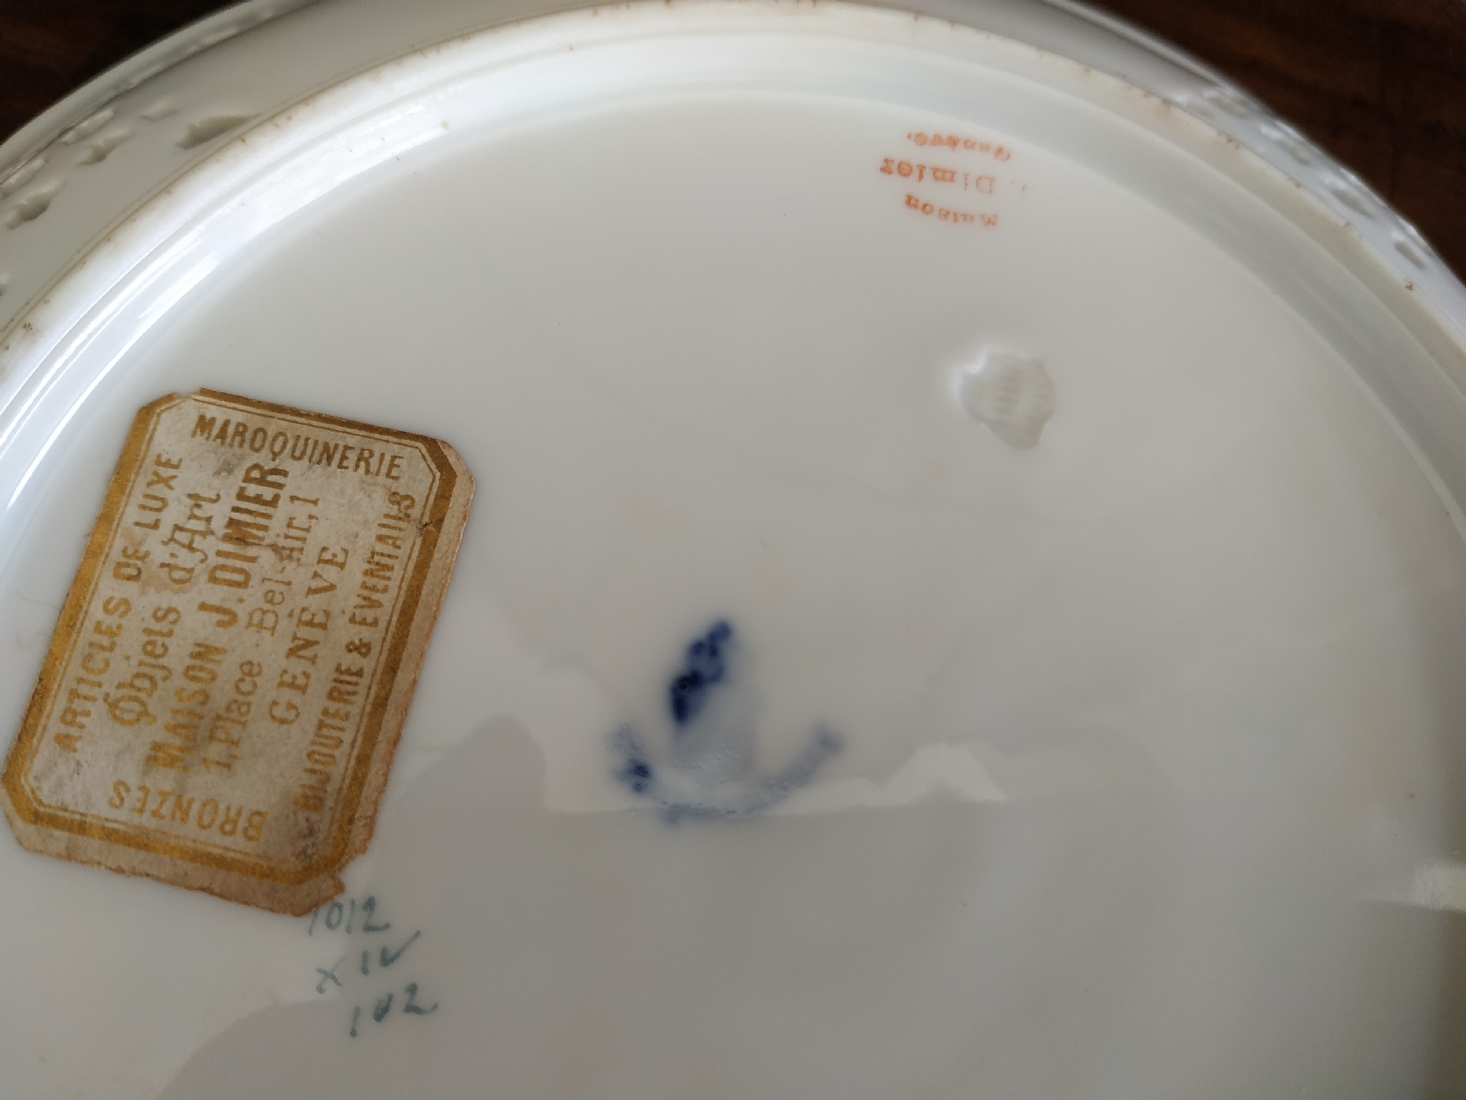 MAROQUINERIE
ARTICLES DE LUXE
Objets d'Art
MAISON J. DIMIER
1, Place Bel-Air, 1
GENÈVE
BIJOUTERIE & ÉVENTAILS
BRONZES
Maison
Dimier
Genève
1012
XIV
102